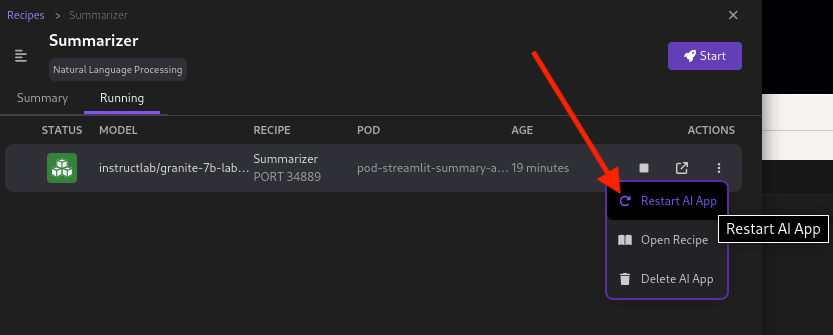 Recipes > Summarizer
Summarizer
Natural Language Processing
Start
Summary Running
STATUS MODEL RECIPE POD AGE ACTIONS
instructlab/granite-7b-lab... Summarizer pod-streamlit-summary-a... 19 minutes
PORT 34889
Restart AI App
Restart AI App
Open Recipe
Delete AI App